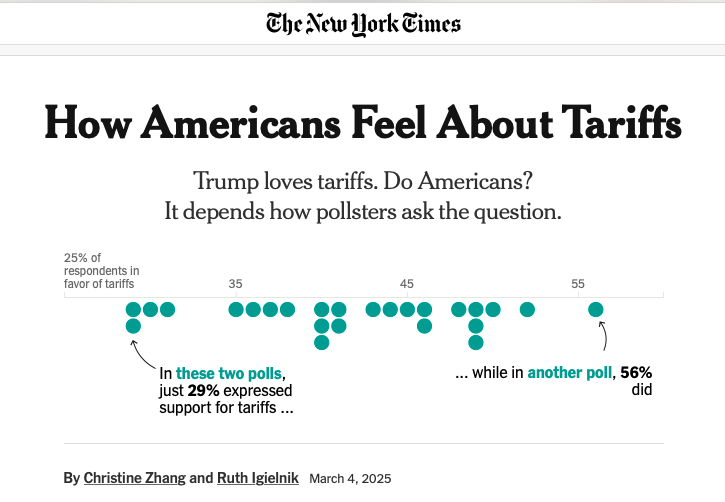 The New York Times
How Americans Feel About Tariffs
Trump loves tariffs. Do Americans?
It depends how pollsters ask the question.
25% of
respondents in
favor of tariffs
35
45
55
In these two polls,
just 29% expressed
support for tariffs ...
... while in another poll, 56%
did
By Christine Zhang and Ruth Igielnik March 4, 2025